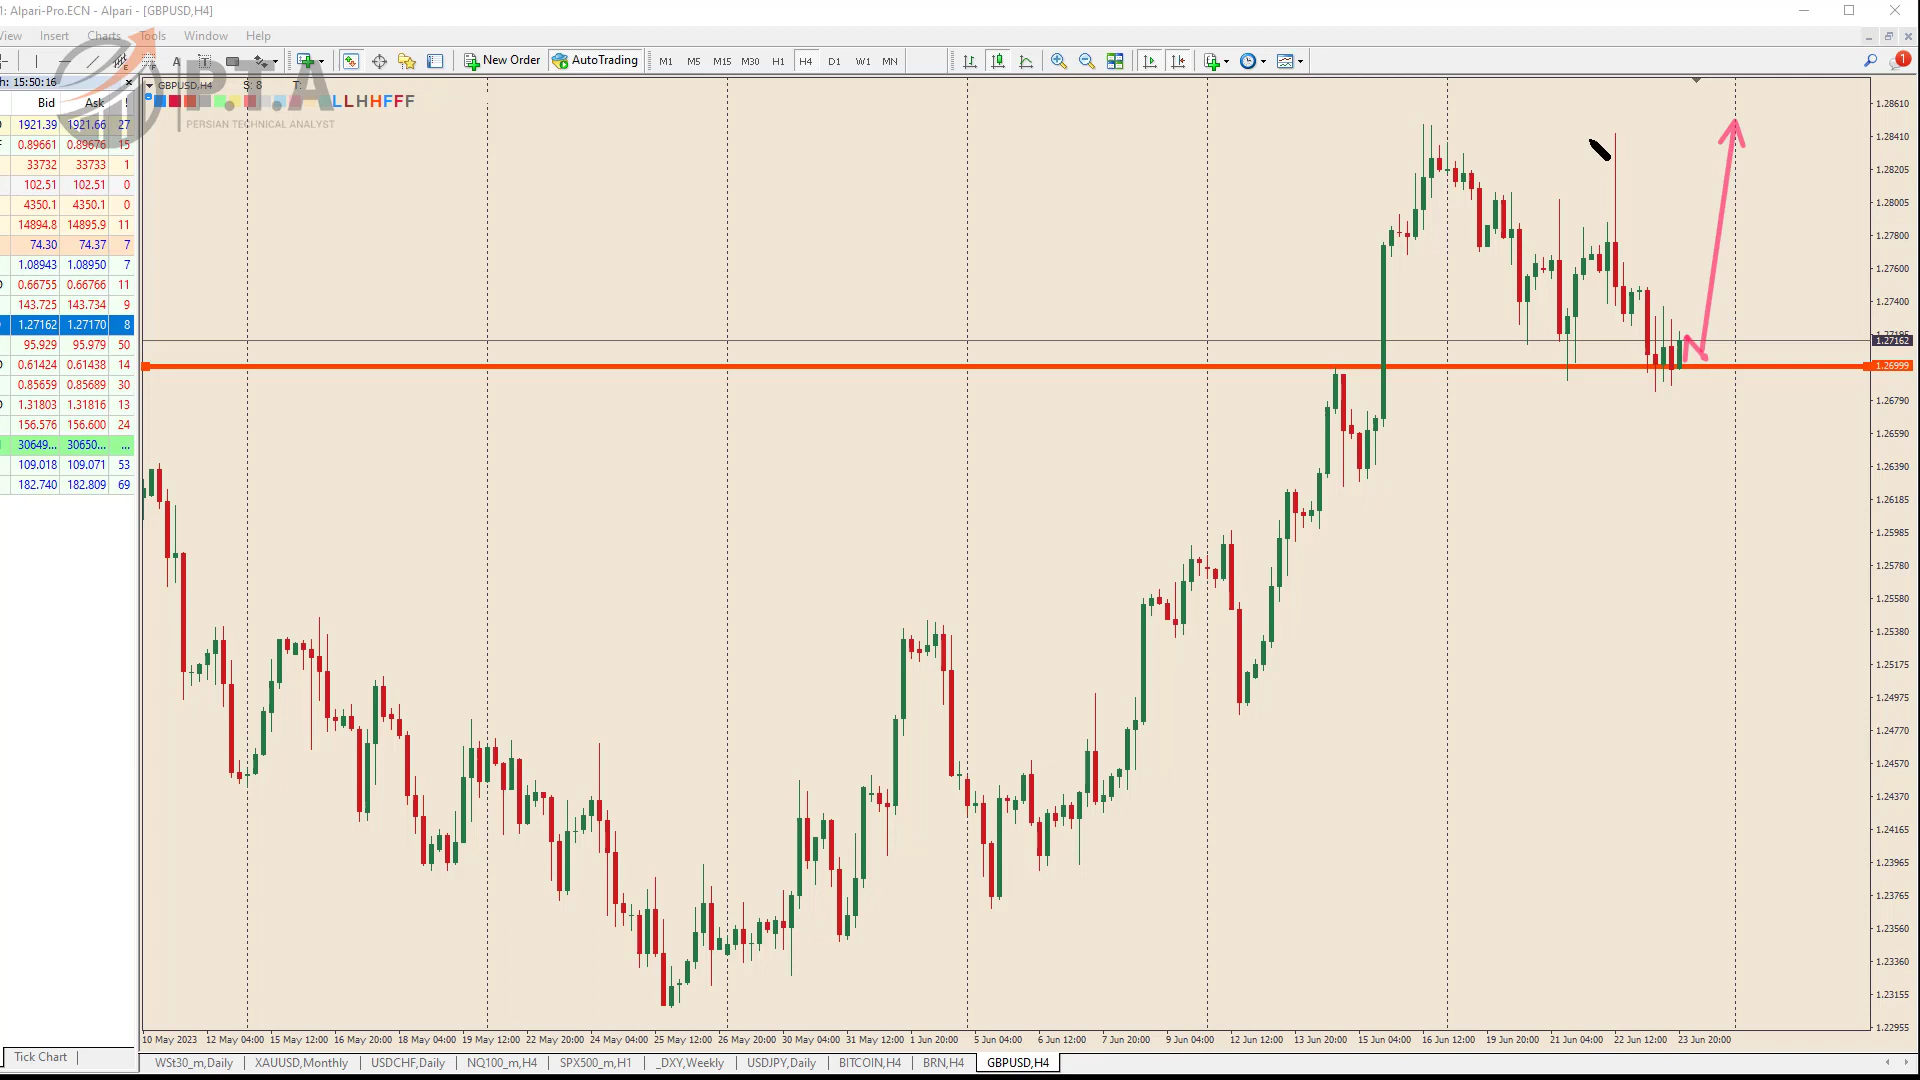 1: Alpari-Pro.ECN - Alpari - [GBPUSD,H4]
View Insert Charts Tools Window Help
New Order AutoTrading M1 M5 M15 M30 H1 H4 D1 W1 MN 1
h: 15:50:16
Bid Ask !
1921.39 1921.66 27
0.89661 0.89676 15
33732 33733 1
102.51 102.51 0
4350.1 4350.1 0
14894.8 14895.9 11
74.30 74.37 7
1.08943 1.08950 7
0.66755 0.66766 11
143.725 143.734 9
1.27162 1.27170 8
95.929 95.979 50
0.61424 0.61438 14
0.85659 0.85689 30
1.31803 1.31816 13
156.576 156.600 24
30649... 30650... ...
109.018 109.071 53
182.740 182.809 69
Tick Chart
GBPUSD,H4 S: 8 T:
LLHHFFF
P.T.A
PERSIAN TECHNICAL ANALYST
1.28610
1.28410
1.28205
1.28005
1.27800
1.27600
1.27400
1.27195
1.27162
1.26999
1.26790
1.26590
1.26390
1.26185
1.25985
1.25780
1.25580
1.25380
1.25175
1.24975
1.24770
1.24570
1.24370
1.24165
1.23965
1.23765
1.23560
1.23360
1.23155
1.22955
10 May 2023 12 May 04:00 15 May 12:00 16 May 20:00 18 May 04:00 19 May 12:00 22 May 20:00 24 May 04:00 25 May 12:00 26 May 20:00 30 May 04:00 31 May 12:00 1 Jun 20:00 5 Jun 04:00 6 Jun 12:00 7 Jun 20:00 9 Jun 04:00 12 Jun 12:00 13 Jun 20:00 15 Jun 04:00 16 Jun 12:00 19 Jun 20:00 21 Jun 04:00 22 Jun 12:00 23 Jun 20:00
WSt30_m,Daily XAUUSD,Monthly USDCHF,Daily NQ100_m,H4 SPX500_m,H1 _DXY,Weekly USDJPY,Daily BITCOIN,H4 BRN,H4 GBPUSD,H4